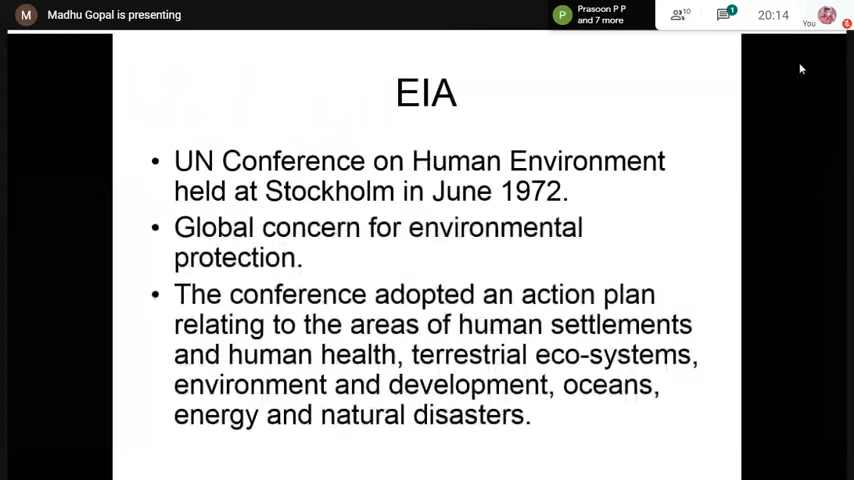 M Madhu Gopal is presenting
P Prasoon P P
and 7 more
10
1
20:14
You
EIA
• UN Conference on Human Environment
held at Stockholm in June 1972.
• Global concern for environmental
protection.
• The conference adopted an action plan
relating to the areas of human settlements
and human health, terrestrial eco-systems,
environment and development, oceans,
energy and natural disasters.